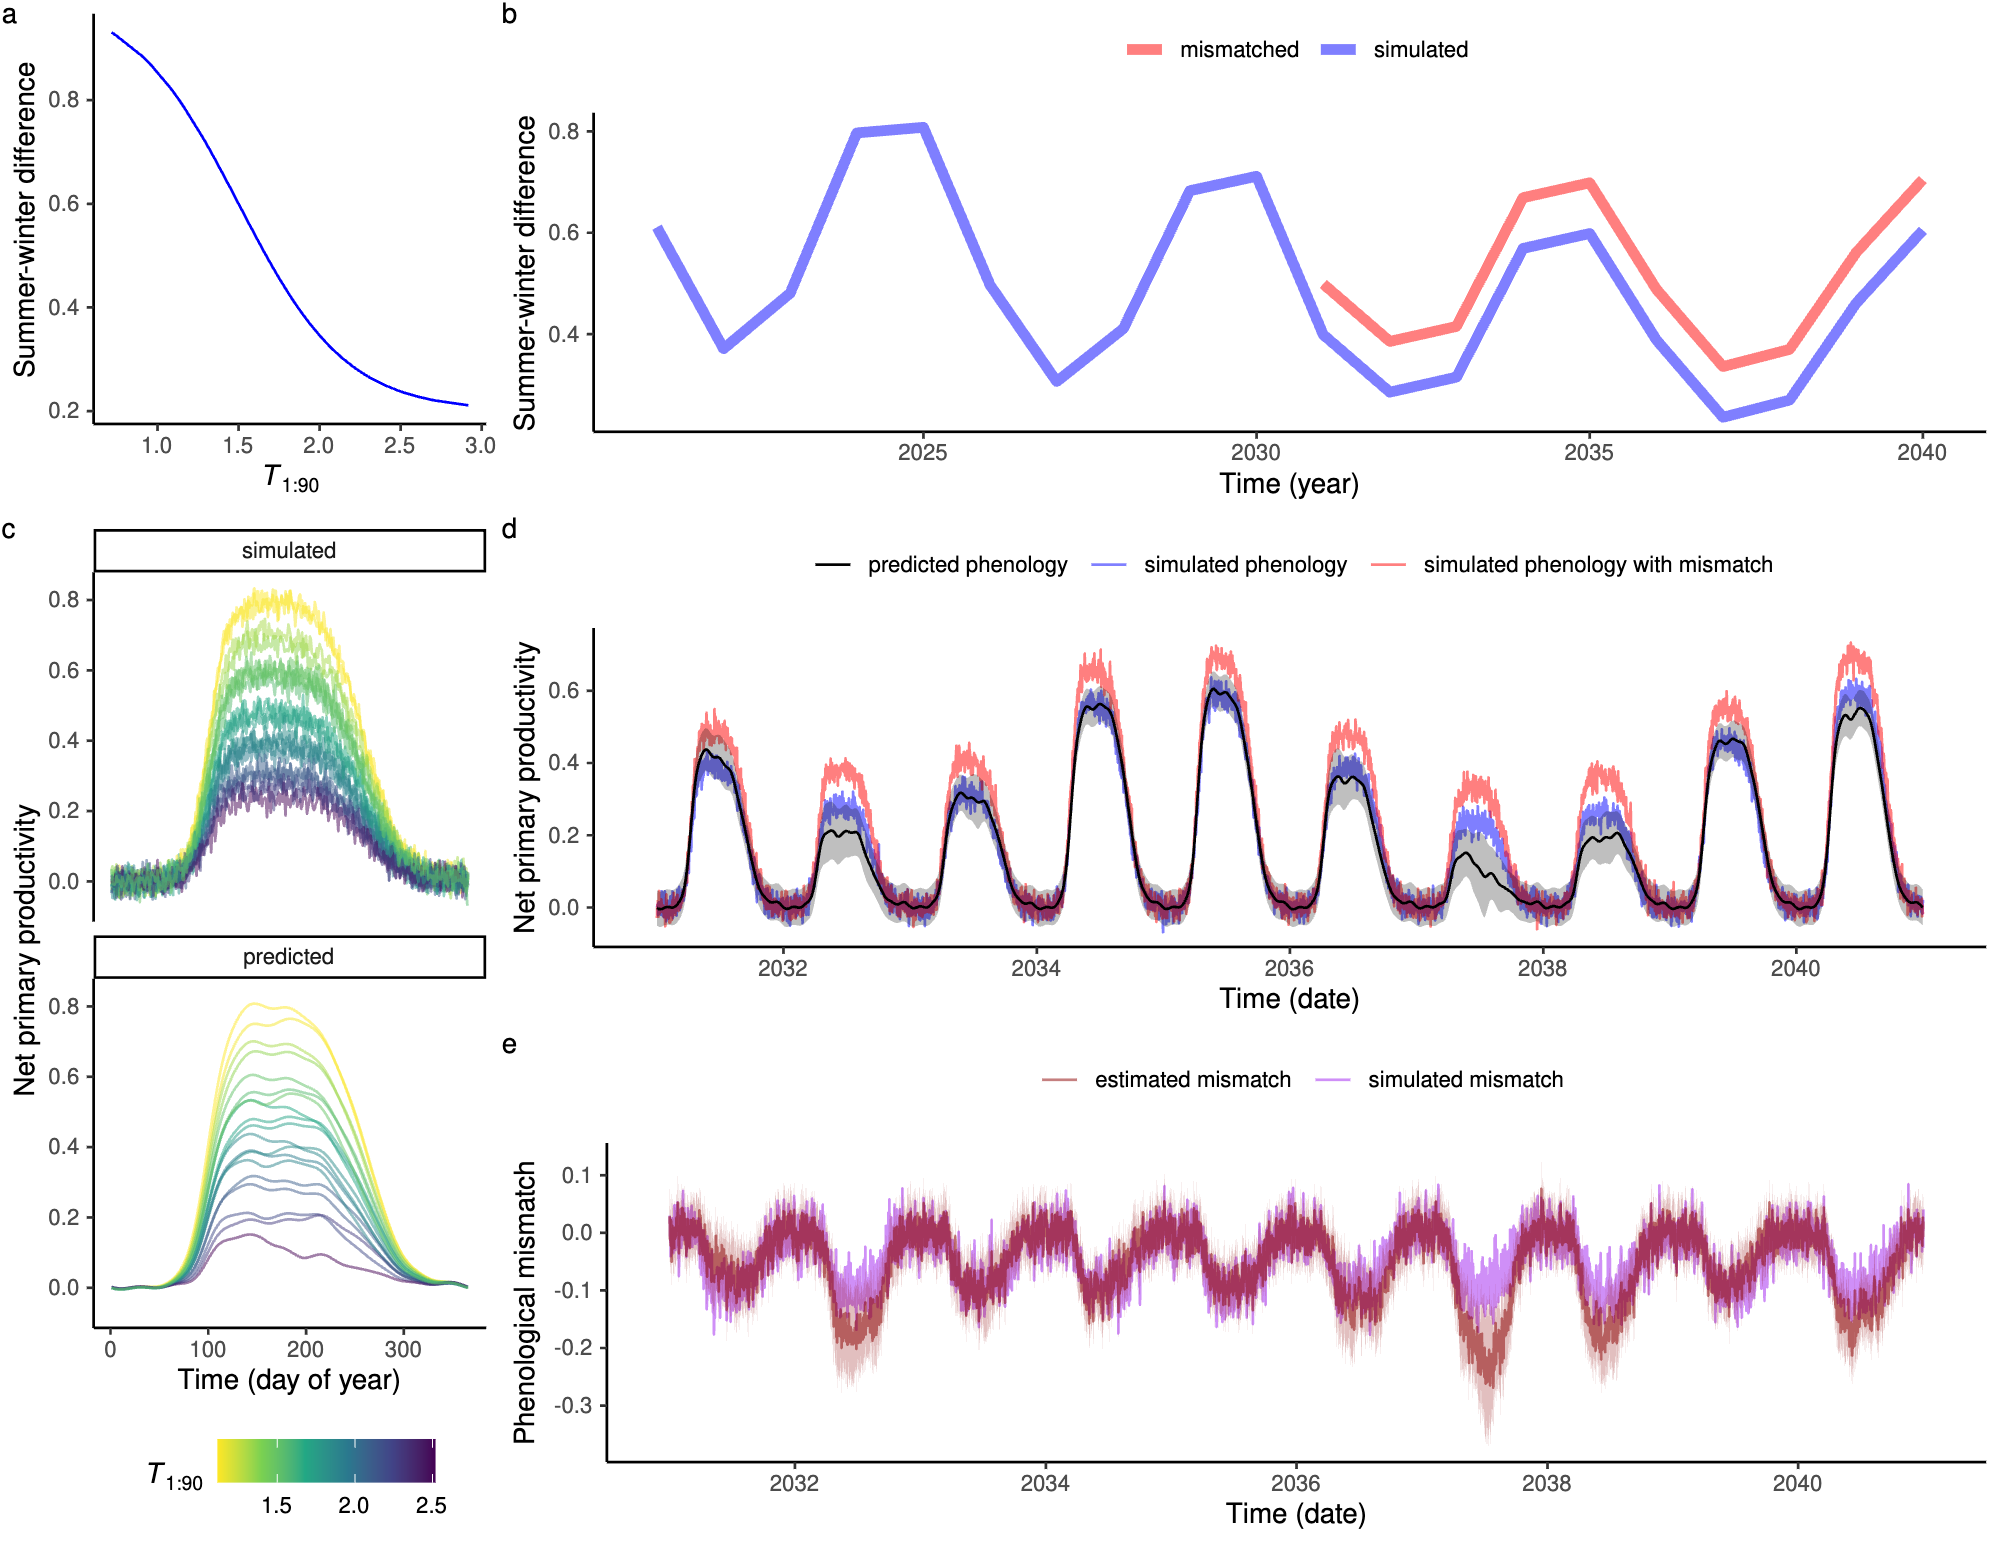 a
Summer-winter difference
0.8
0.6
0.4
0.2
1.0 1.5 2.0 2.5 3.0
T1:90
b
mismatched simulated
Summer-winter difference
0.8
0.6
0.4
2025 2030 2035 2040
Time (year)
c
simulated
Net primary productivity
0.8
0.6
0.4
0.2
0.0
predicted
0.8
0.6
0.4
0.2
0.0
0 100 200 300
Time (day of year)
T1:90
1.5 2.0 2.5
d
predicted phenology simulated phenology simulated phenology with mismatch
Net primary productivity
0.6
0.4
0.2
0.0
2032 2034 2036 2038 2040
Time (date)
e
estimated mismatch simulated mismatch
Phenological mismatch
0.1
0.0
-0.1
-0.2
-0.3
2032 2034 2036 2038 2040
Time (date)